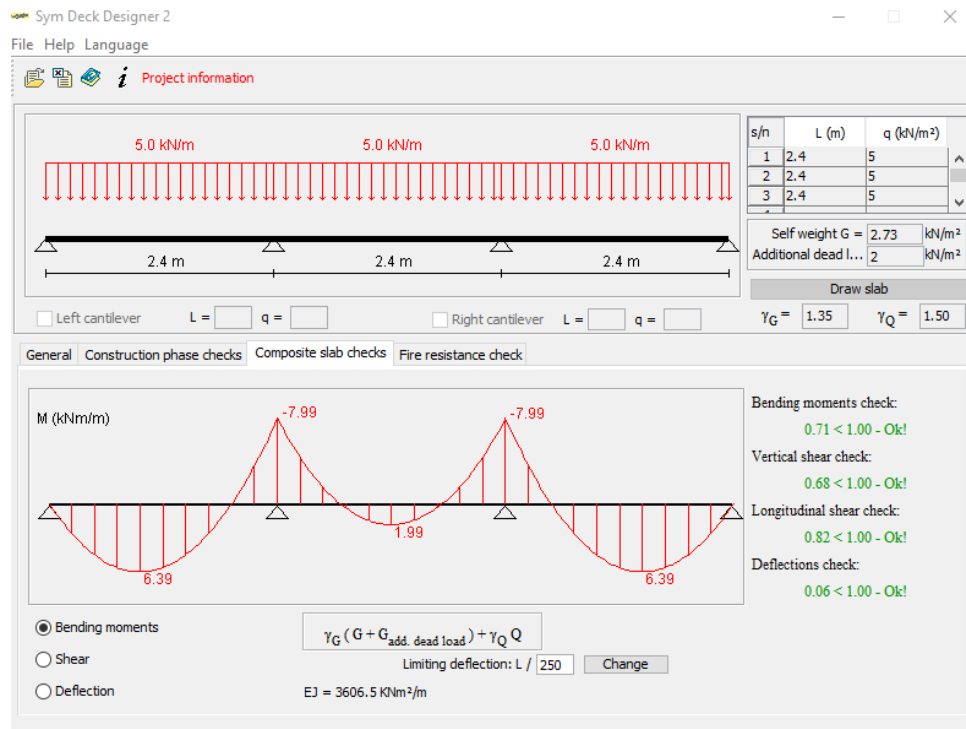 Sym Deck Designer 2
File Help Language
i Project information
5.0 kN/m 5.0 kN/m 5.0 kN/m
2.4 m 2.4 m 2.4 m
Left cantilever L = q = Right cantilever L = q =
s/n L (m) q (kN/m²)
1 2.4 5
2 2.4 5
3 2.4 5
Self weight G = 2.73 kN/m²
Additional dead l... 2 kN/m²
Draw slab
γG = 1.35 γQ = 1.50
General Construction phase checks Composite slab checks Fire resistance check
M (kNm/m)
-7.99 -7.99
1.99
6.39 6.39
Bending moments check:
0.71 < 1.00 - Ok!
Vertical shear check:
0.68 < 1.00 - Ok!
Longitudinal shear check:
0.82 < 1.00 - Ok!
Deflections check:
0.06 < 1.00 - Ok!
Bending moments
Shear
Deflection
γG ( G + Gadd. dead load ) + γQ Q
Limiting deflection: L / 250 Change
EJ = 3606.5 KNm²/m